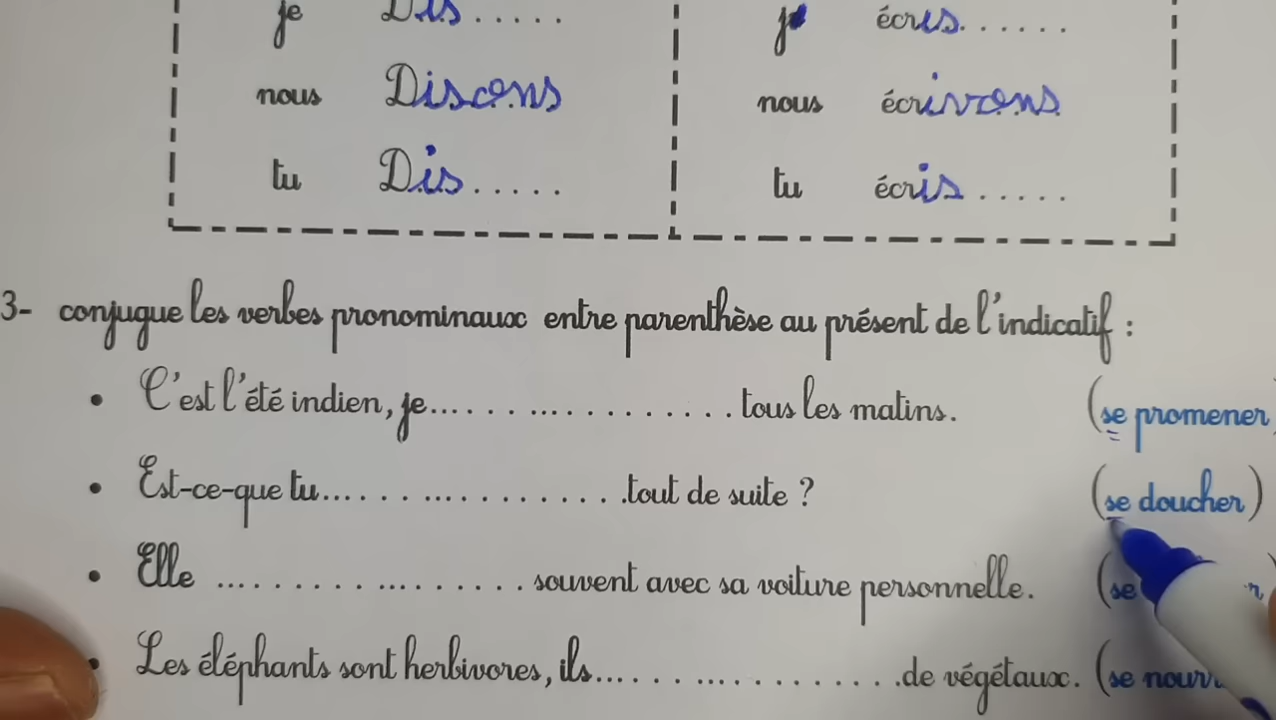 je Dis..... je écris......
nous Discons nous écrivons
tu Dis..... tu écris.....
3- conjugue les verbes pronominaux entre parenthèse au présent de l'indicatif :
• C'est l'été indien, je.................. tous les matins. (se promener
• Est-ce-que tu..................tout de suite ? (se doucher)
• Elle .................. souvent avec sa voiture personnelle. (se
• Les éléphants sont herbivores, ils..................de végétaux. (se